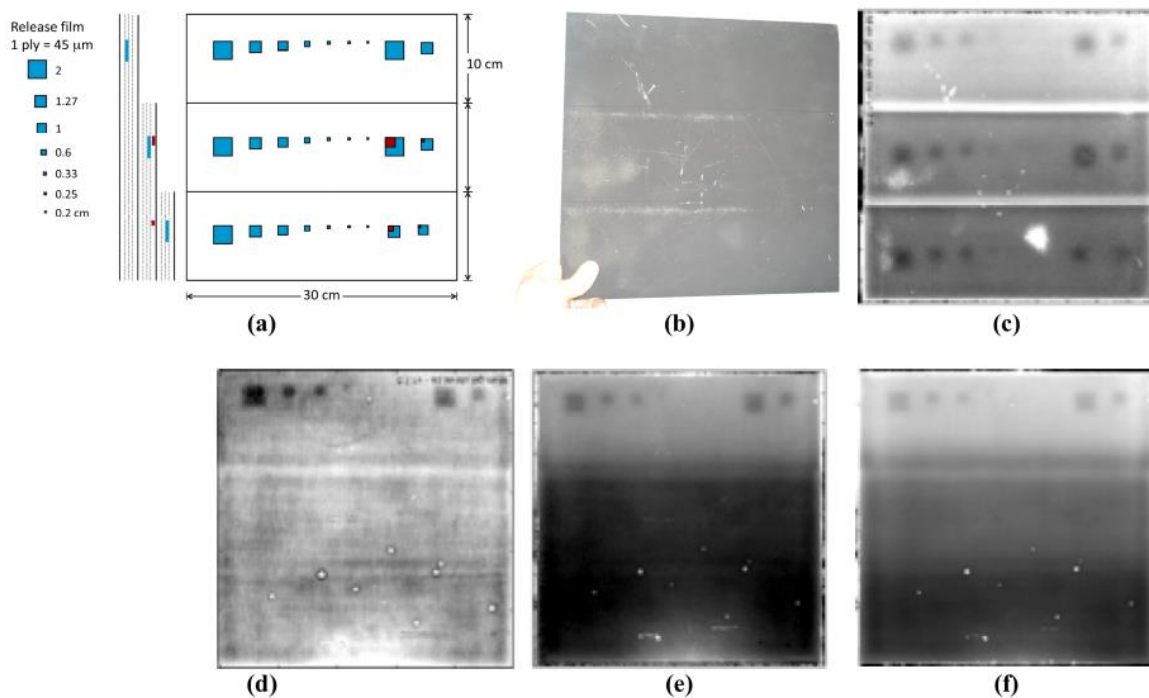 Release film
1 ply = 45 μm
2
1.27
1
0.6
0.33
0.25
0.2 cm
10 cm
30 cm
(a)
(b)
(c)
(d)
(e)
(f)